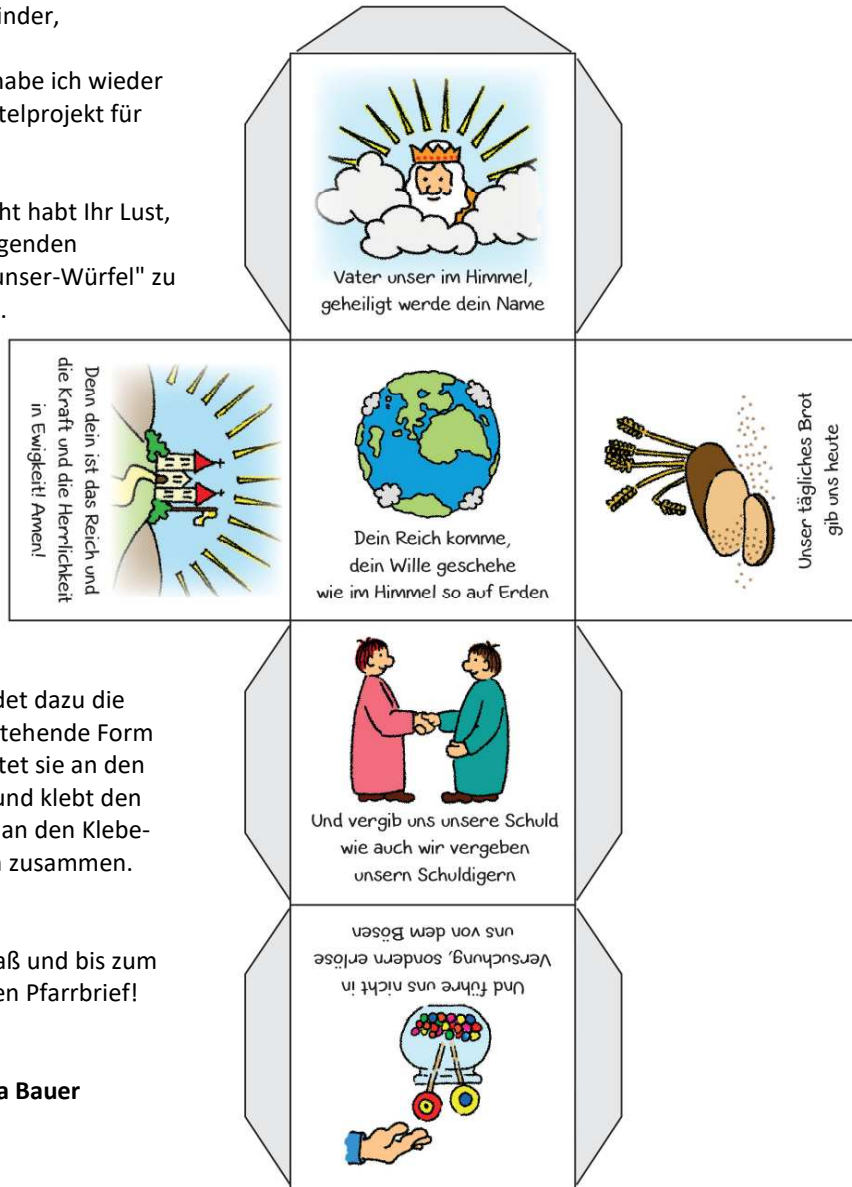 inder,
habe ich wieder
telprojekt für
ht habt Ihr Lust,
genden
unser-Würfel" zu
.
det dazu die
tehende Form
tet sie an den
und klebt den
an den Klebe-
n zusammen.
aß und bis zum
en Pfarrbrief!
a Bauer
Vater unser im Himmel,
geheiligt werde dein Name
Denn dein ist das Reich und
die Kraft und die Herrlichkeit
in Ewigkeit! Amen!
Dein Reich komme,
dein Wille geschehe
wie im Himmel so auf Erden
Unser tägliches Brot
gib uns heute
Und vergib uns unsere Schuld
wie auch wir vergeben
unsern Schuldigern
Und führe uns nicht in
Versuchung, sondern erlöse
uns von dem Bösen